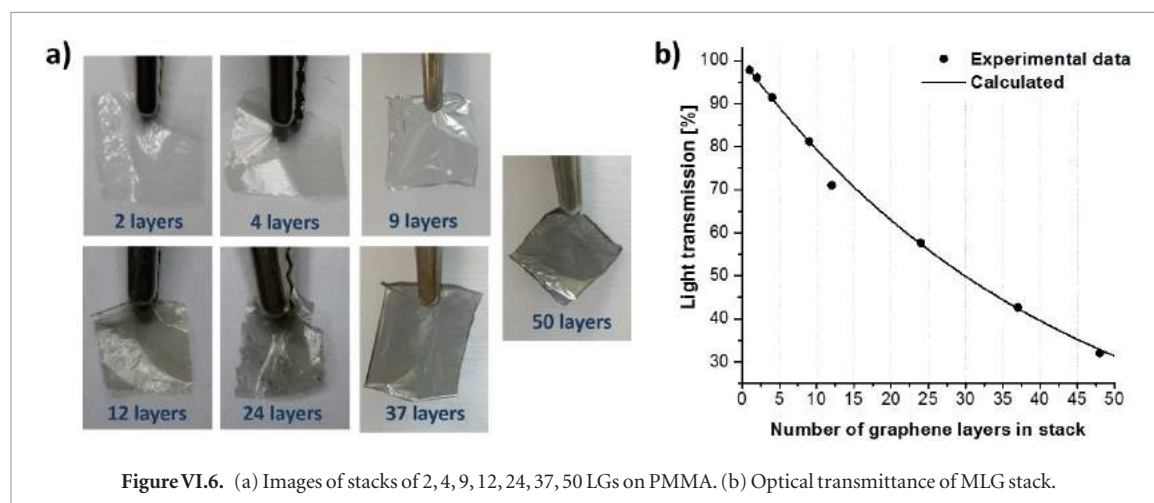 a)
2 layers
4 layers
9 layers
12 layers
24 layers
37 layers
50 layers
b)
Experimental data
Calculated
Light transmission [%]
100
90
80
70
60
50
40
30
0 5 10 15 20 25 30 35 40 45 50
Number of graphene layers in stack
Figure VI.6. (a) Images of stacks of 2, 4, 9, 12, 24, 37, 50 LGs on PMMA. (b) Optical transmittance of MLG stack.